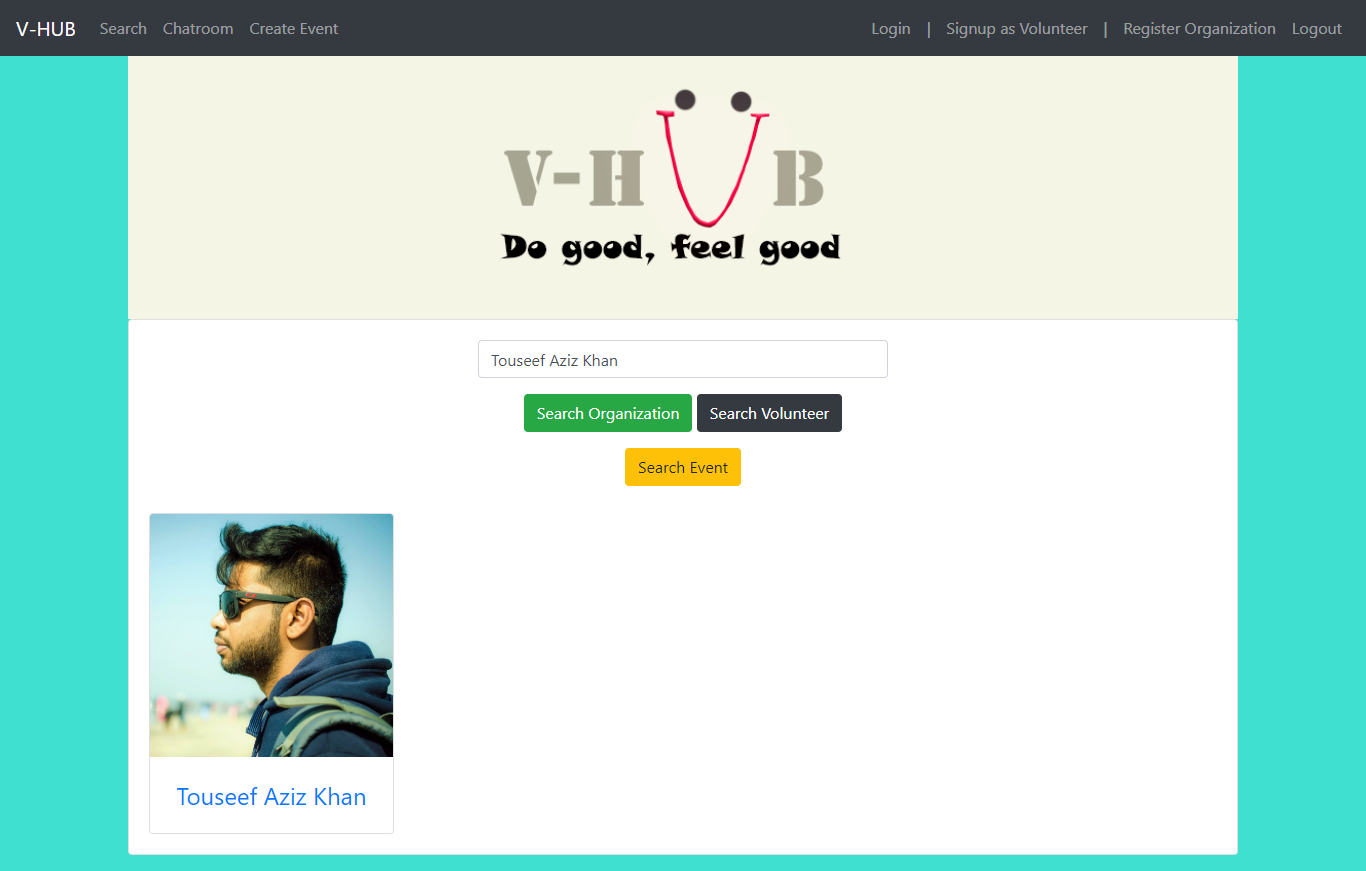 V-HUB Search Chatroom Create Event Login | Signup as Volunteer | Register Organization Logout
V-HUB
Do good, feel good
Touseef Aziz Khan
Search Organization Search Volunteer
Search Event
Touseef Aziz Khan